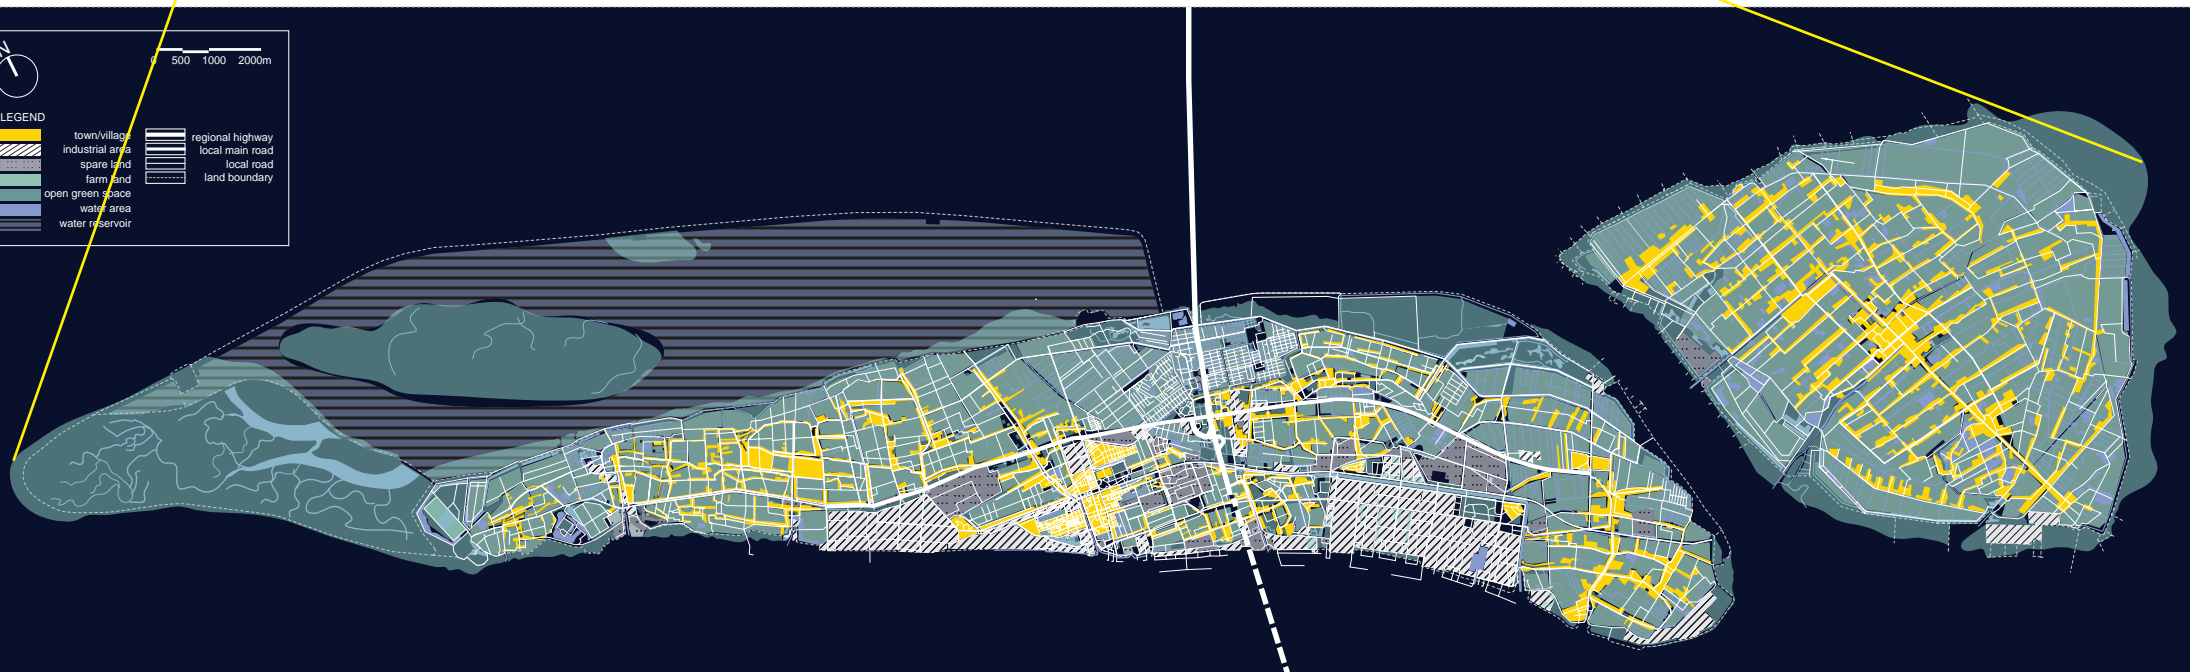 N
0 500 1000 2000m
LEGEND
town/village
industrial area
spare land
farm land
open green space
water area
water reservoir
regional highway
local main road
local road
land boundary